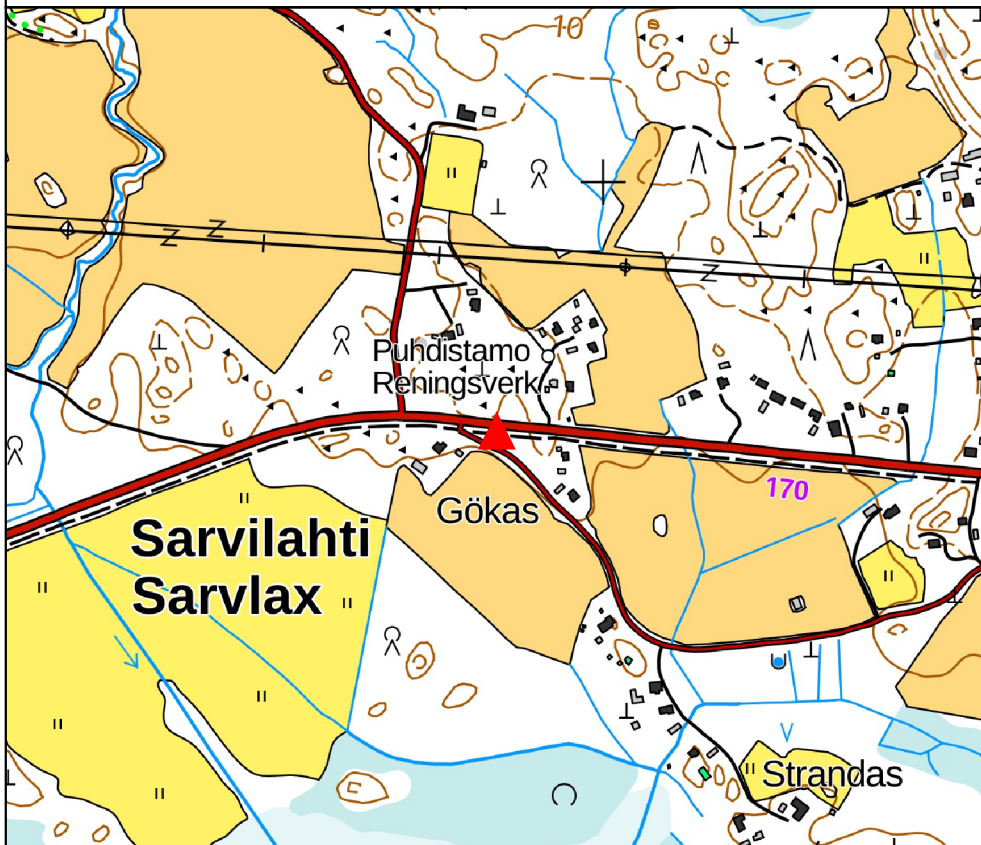 10
Puhdistamo
Reningsverk
170
Gökas
Sarvilahti
Sarvlax
Strandas